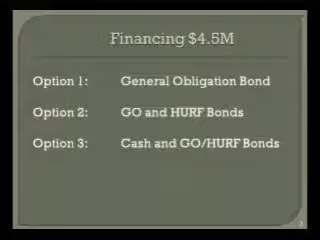 Financing $4.5M
Option 1: General Obligation Bond
Option 2: GO and HURF Bonds
Option 3: Cash and GO/HURF Bonds